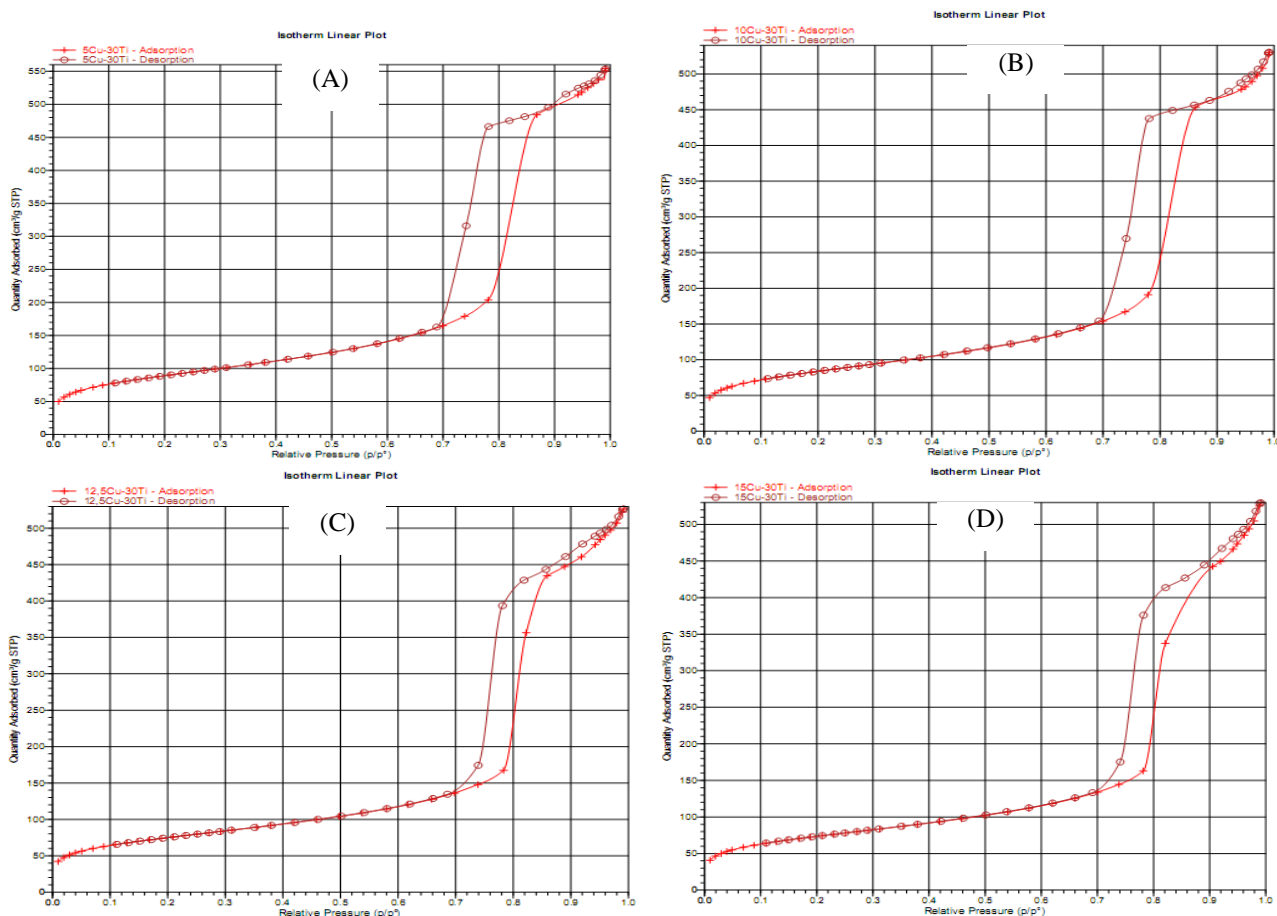 Isotherm Linear Plot
5Cu-30Ti - Adsorption
5Cu-30Ti - Desorption
(A)
Quantity Adsorbed (cm³/g STP)
550
500
450
400
350
300
250
200
150
100
50
0
0.0 0.1 0.2 0.3 0.4 0.5 0.6 0.7 0.8 0.9 1.0
Relative Pressure (p/p°)
Isotherm Linear Plot
10Cu-30Ti - Adsorption
10Cu-30Ti - Desorption
(B)
Quantity Adsorbed (cm³/g STP)
500
450
400
350
300
250
200
150
100
50
0
0.0 0.1 0.2 0.3 0.4 0.5 0.6 0.7 0.8 0.9 1.0
Relative Pressure (p/p°)
Isotherm Linear Plot
12,5Cu-30Ti - Adsorption
12,5Cu-30Ti - Desorption
(C)
Quantity Adsorbed (cm³/g STP)
500
450
400
350
300
250
200
150
100
50
0
0.0 0.1 0.2 0.3 0.4 0.5 0.6 0.7 0.8 0.9 1.0
Relative Pressure (p/p°)
Isotherm Linear Plot
15Cu-30Ti - Adsorption
15Cu-30Ti - Desorption
(D)
Quantity Adsorbed (cm³/g STP)
500
450
400
350
300
250
200
150
100
50
0
0.0 0.1 0.2 0.3 0.4 0.5 0.6 0.7 0.8 0.9 1.0
Relative Pressure (p/p°)